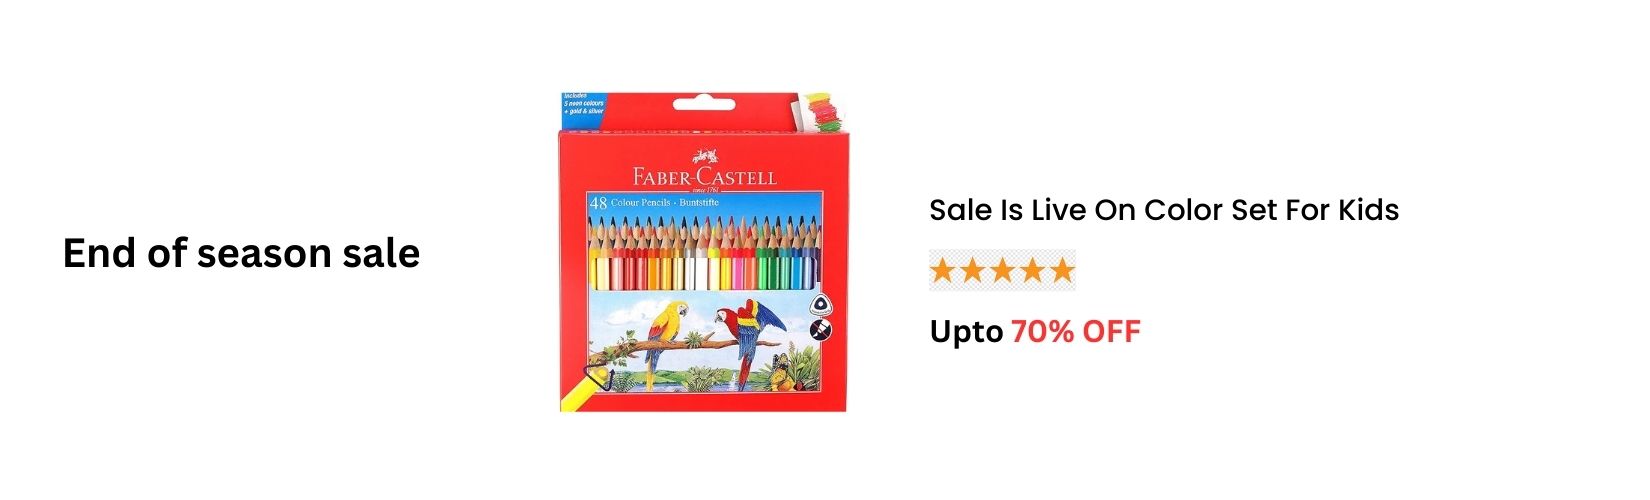 End of season sale
Includes
5 neon colours
+ gold & silver
FABER-CASTELL
since 1761
48 Colour Pencils · Buntstifte
Sale Is Live On Color Set For Kids
Upto 70% OFF